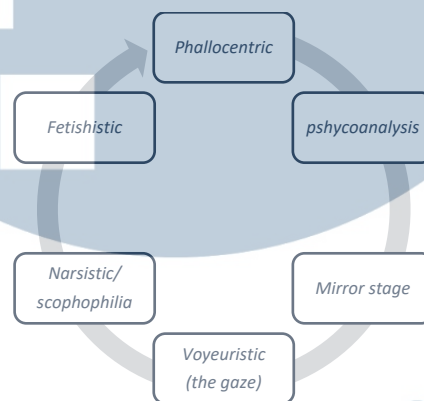 Phallocentric
pshycoanalysis
Mirror stage
Voyeuristic
(the gaze)
Narsistic/
scophophilia
Fetishistic